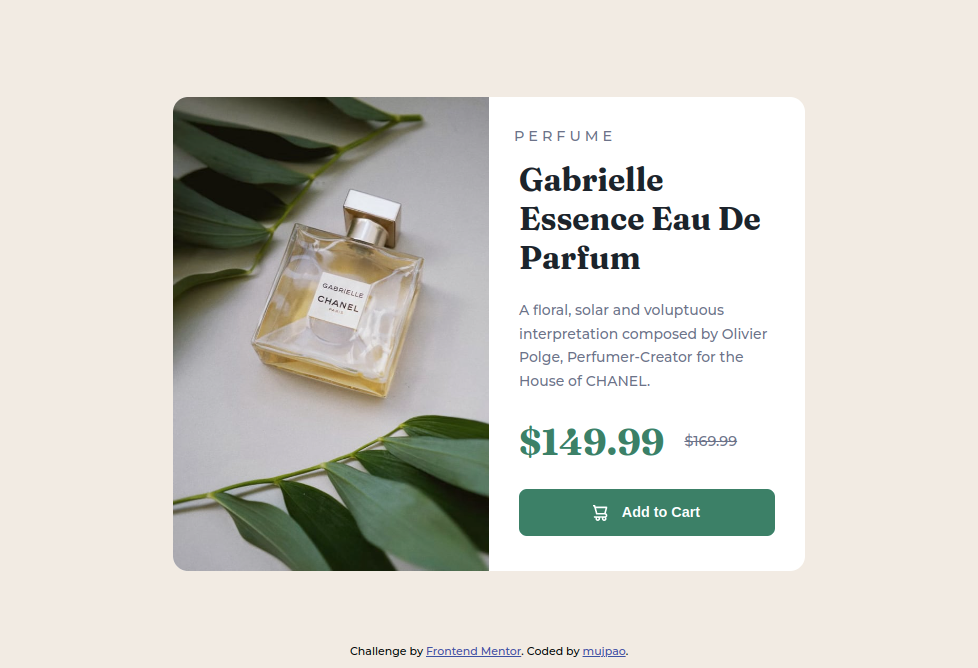 GABRIELLE
CHANEL
PARIS
PERFUME
Gabrielle
Essence Eau De
Parfum
A floral, solar and voluptuous
interpretation composed by Olivier
Polge, Perfumer-Creator for the
House of CHANEL.
$149.99 $169.99
Add to Cart
Challenge by Frontend Mentor. Coded by mujpao.